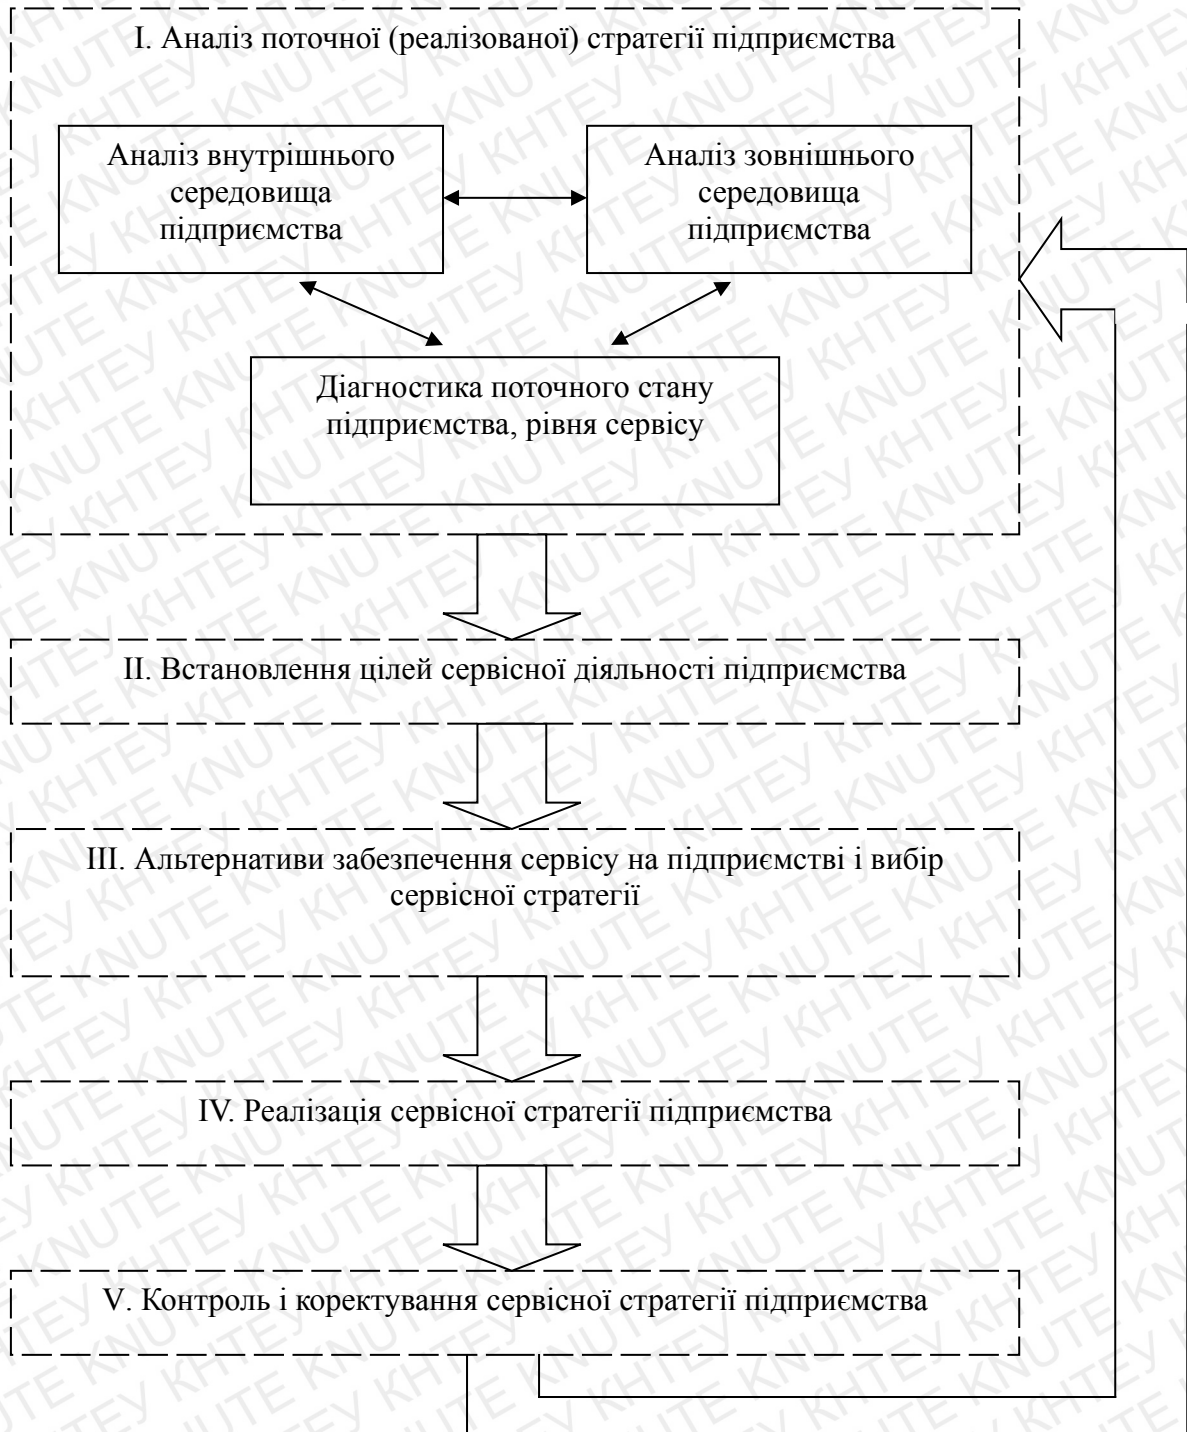 I. Аналіз поточної (реалізованої) стратегії підприємства
Аналіз внутрішнього
середовища
підприємства
Аналіз зовнішнього
середовища
підприємства
Діагностика поточного стану
підприємства, рівня сервісу
II. Встановлення цілей сервісної діяльності підприємства
III. Альтернативи забезпечення сервісу на підприємстві і вибір
сервісної стратегії
IV. Реалізація сервісної стратегії підприємства
V. Контроль і коректування сервісної стратегії підприємства